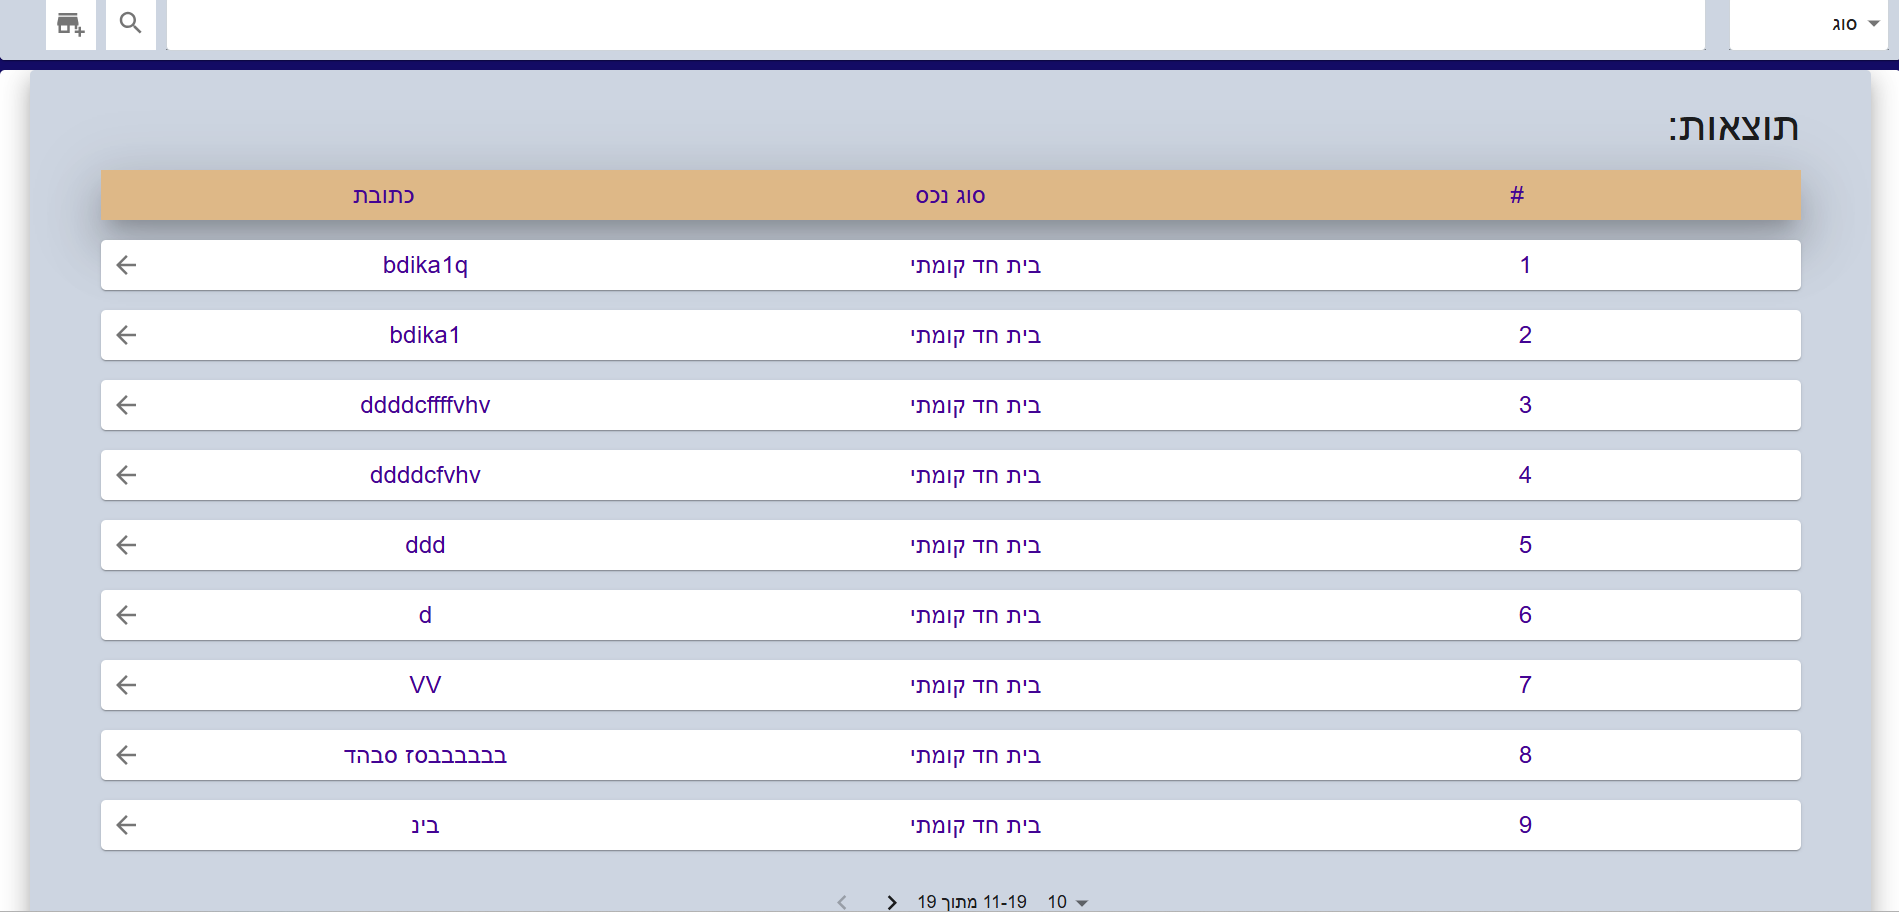 סוג
תוצאות:
# סוג נכס כתובת
1 בית חד קומתי bdika1q
2 בית חד קומתי bdika1
3 בית חד קומתי ddddcffffvhv
4 בית חד קומתי ddddcfvhv
5 בית חד קומתי ddd
6 בית חד קומתי d
7 בית חד קומתי VV
8 בית חד קומתי בבבבבבסז סבהד
9 בית חד קומתי בינ
10 11-19 מתוך 19